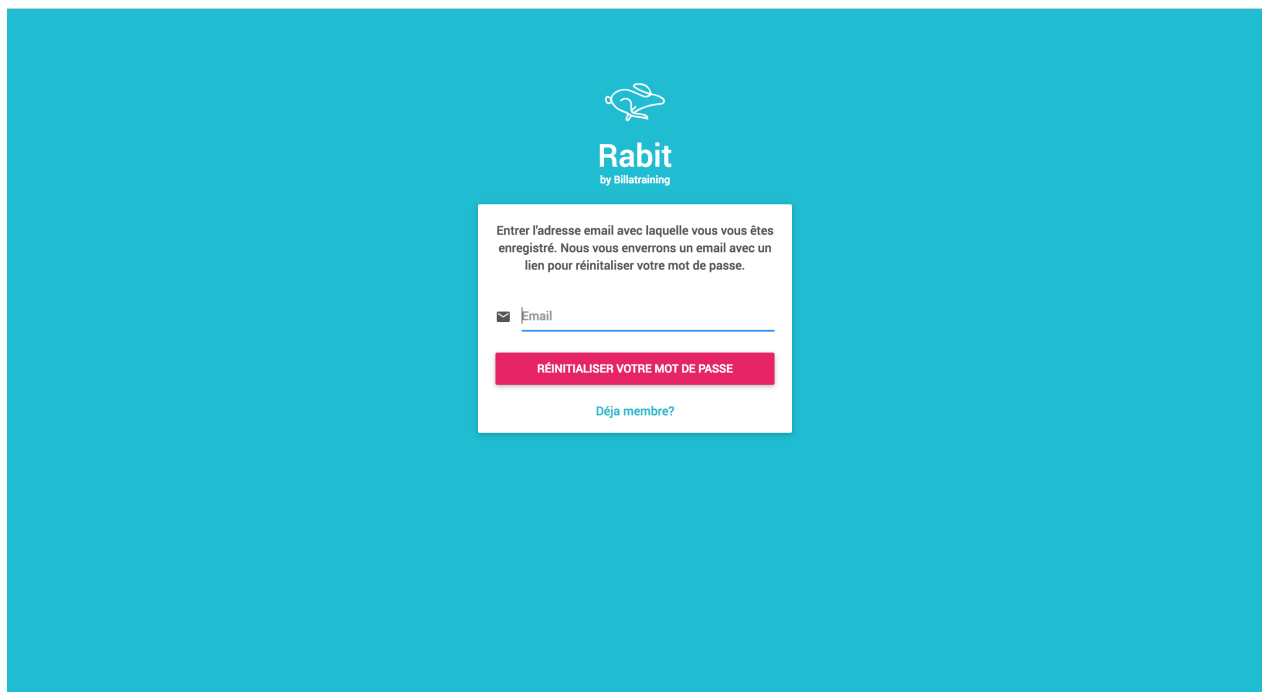 Rabit
by Billatraining
Entrer l'adresse email avec laquelle vous vous êtes
enregistré. Nous vous enverrons un email avec un
lien pour réinitaliser votre mot de passe.
Email
RÉINITIALISER VOTRE MOT DE PASSE
Déja membre?